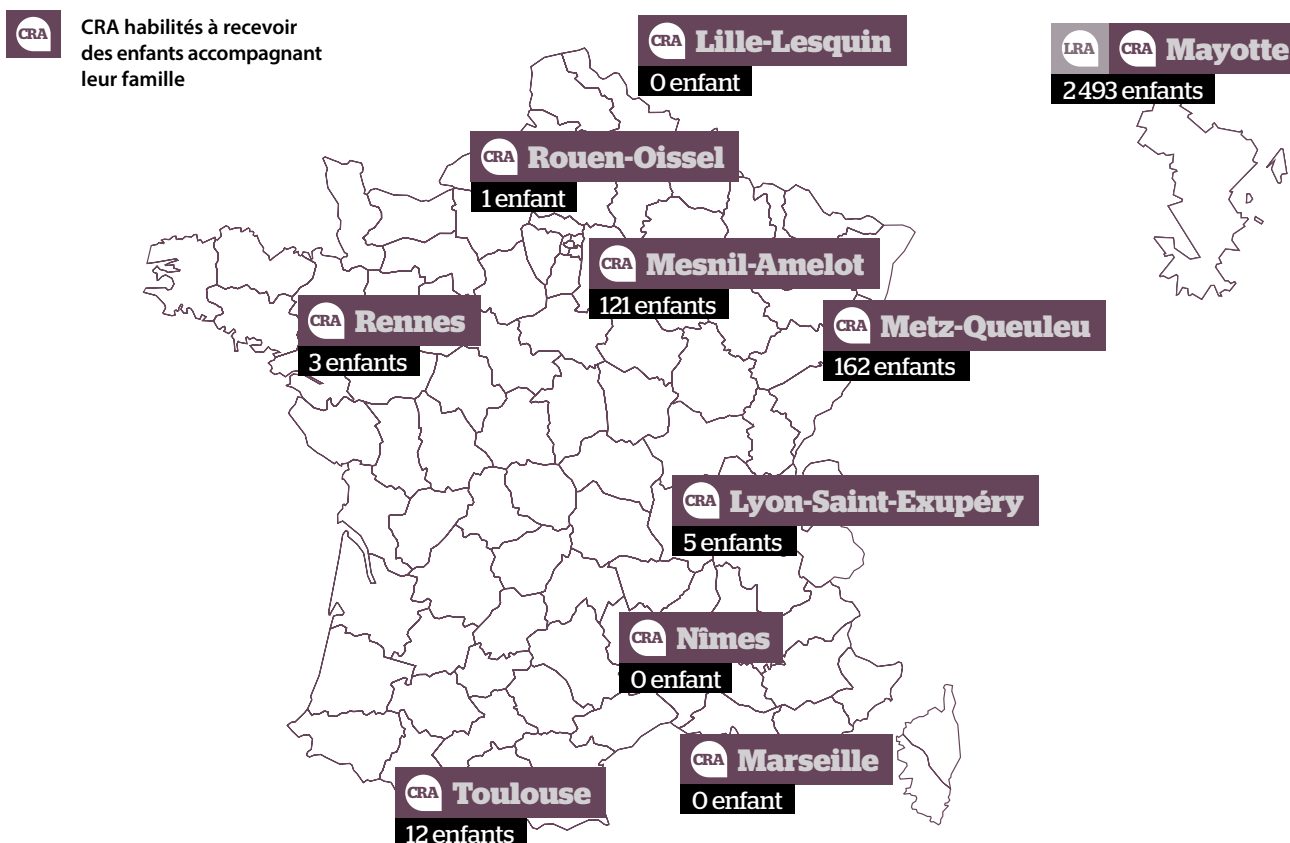 CRA
CRA habilités à recevoir
des enfants accompagnant
leur famille
CRA Lille-Lesquin
0 enfant
LRA CRA Mayotte
2 493 enfants
CRA Rouen-Oissel
1 enfant
CRA Mesnil-Amelot
121 enfants
CRA Rennes
3 enfants
CRA Metz-Queuleu
162 enfants
CRA Lyon-Saint-Exupéry
5 enfants
CRA Nîmes
0 enfant
CRA Marseille
0 enfant
CRA Toulouse
12 enfants